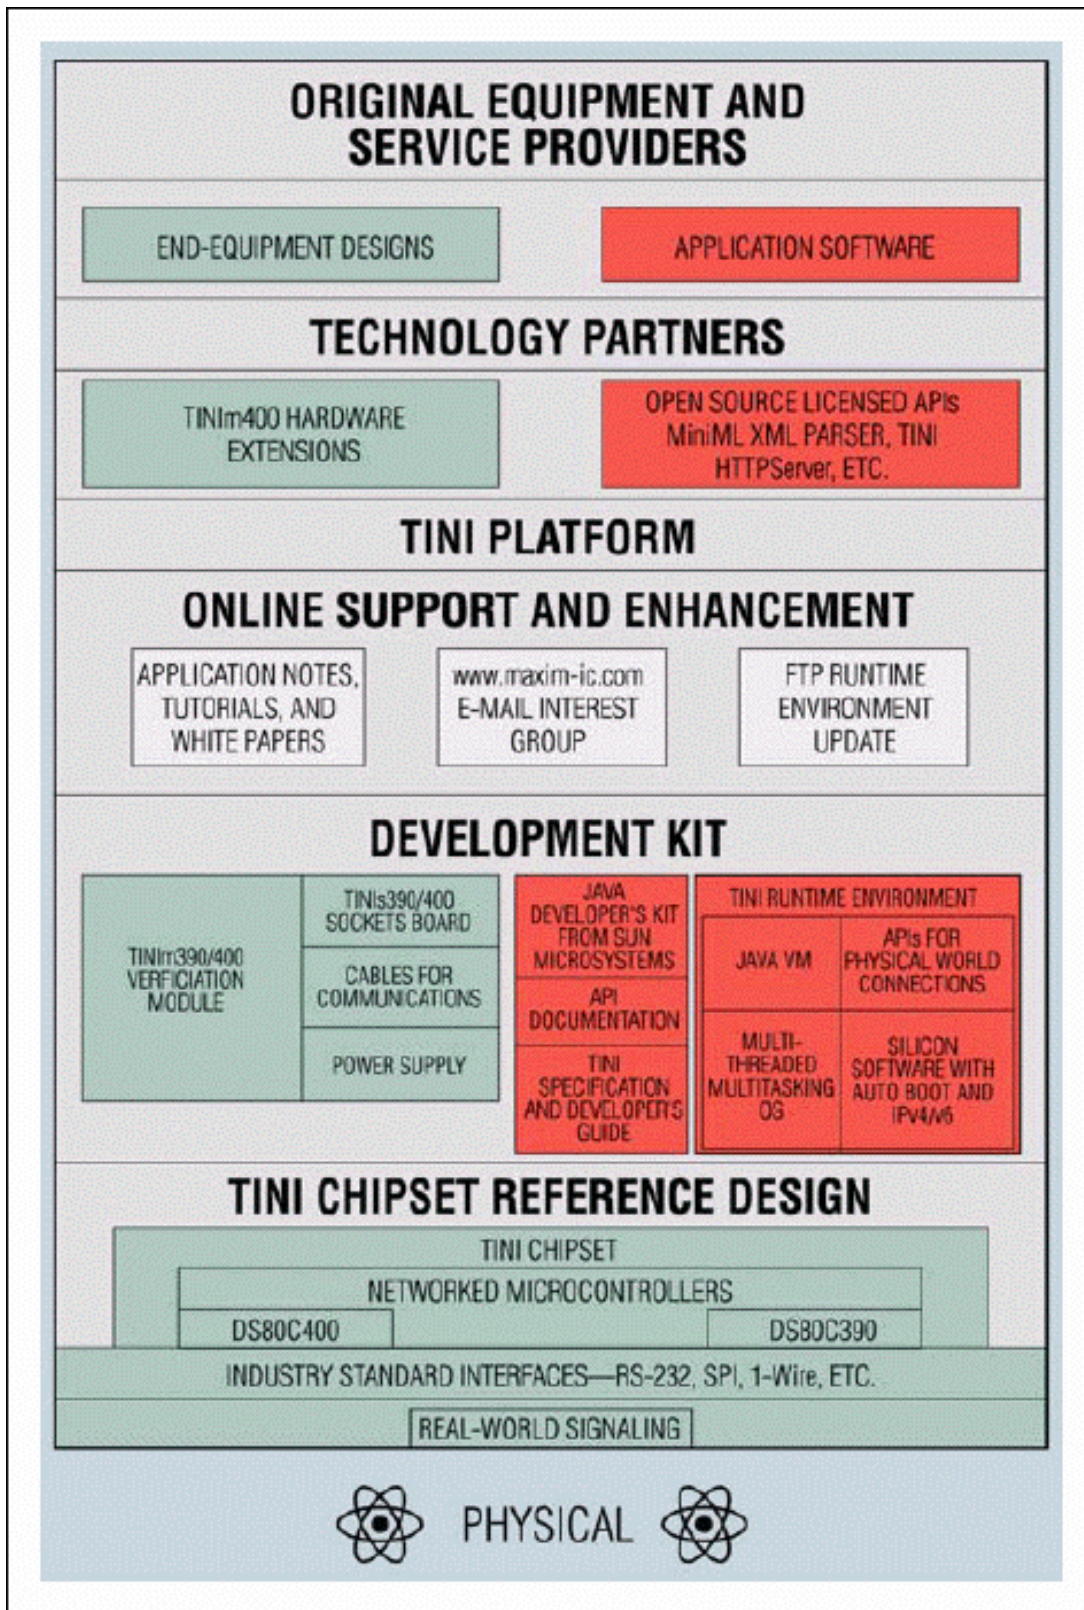 ORIGINAL EQUIPMENT AND
SERVICE PROVIDERS
END-EQUIPMENT DESIGNS
APPLICATION SOFTWARE
TECHNOLOGY PARTNERS
TINIm400 HARDWARE
EXTENSIONS
OPEN SOURCE LICENSED APIs
MiniML XML PARSER, TINI
HTTPServer, ETC.
TINI PLATFORM
ONLINE SUPPORT AND ENHANCEMENT
APPLICATION NOTES,
TUTORIALS, AND
WHITE PAPERS
www.maxim-ic.com
E-MAIL INTEREST
GROUP
FTP RUNTIME
ENVIRONMENT
UPDATE
DEVELOPMENT KIT
TINIm390/400
VERFICIATION
MODULE
TINIs390/400
SOCKETS BOARD
CABLES FOR
COMMUNICATIONS
POWER SUPPLY
JAVA
DEVELOPER'S KIT
FROM SUN
MICROSYSTEMS
API
DOCUMENTATION
TINI
SPECIFICATION
AND DEVELOPER'S
GUIDE
TINI RUNTIME ENVIRONMENT
JAVA VM
APIs FOR
PHYSICAL WORLD
CONNECTIONS
MULTI-
THREADED
MULTITASKING
OS
SILICON
SOFTWARE WITH
AUTO BOOT AND
IPv4/v6
TINI CHIPSET REFERENCE DESIGN
TINI CHIPSET
NETWORKED MICROCONTROLLERS
DS80C400
DS80C390
INDUSTRY STANDARD INTERFACES—RS-232, SPI, 1-Wire, ETC.
REAL-WORLD SIGNALING
PHYSICAL